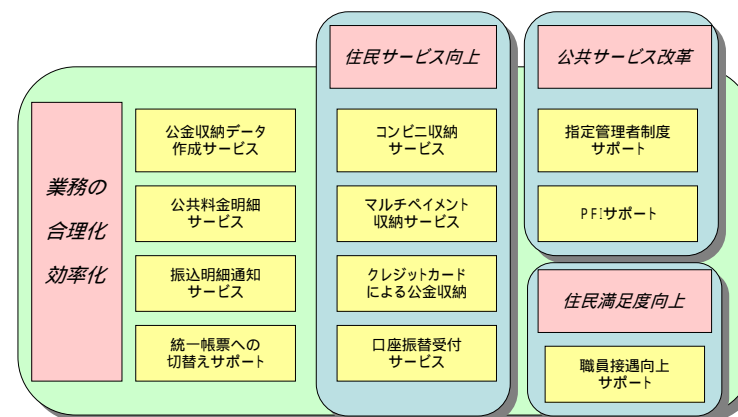 住民サービス向上
公共サービス改革
業務の
合理化
効率化
公金収納データ
作成サービス
公共料金明細
サービス
振込明細通知
サービス
統一帳票への
切替えサポート
コンビニ収納
サービス
マルチペイメント
収納サービス
クレジットカード
による公金収納
口座振替受付
サービス
指定管理者制度
サポート
PFIサポート
住民満足度向上
職員接遇向上
サポート